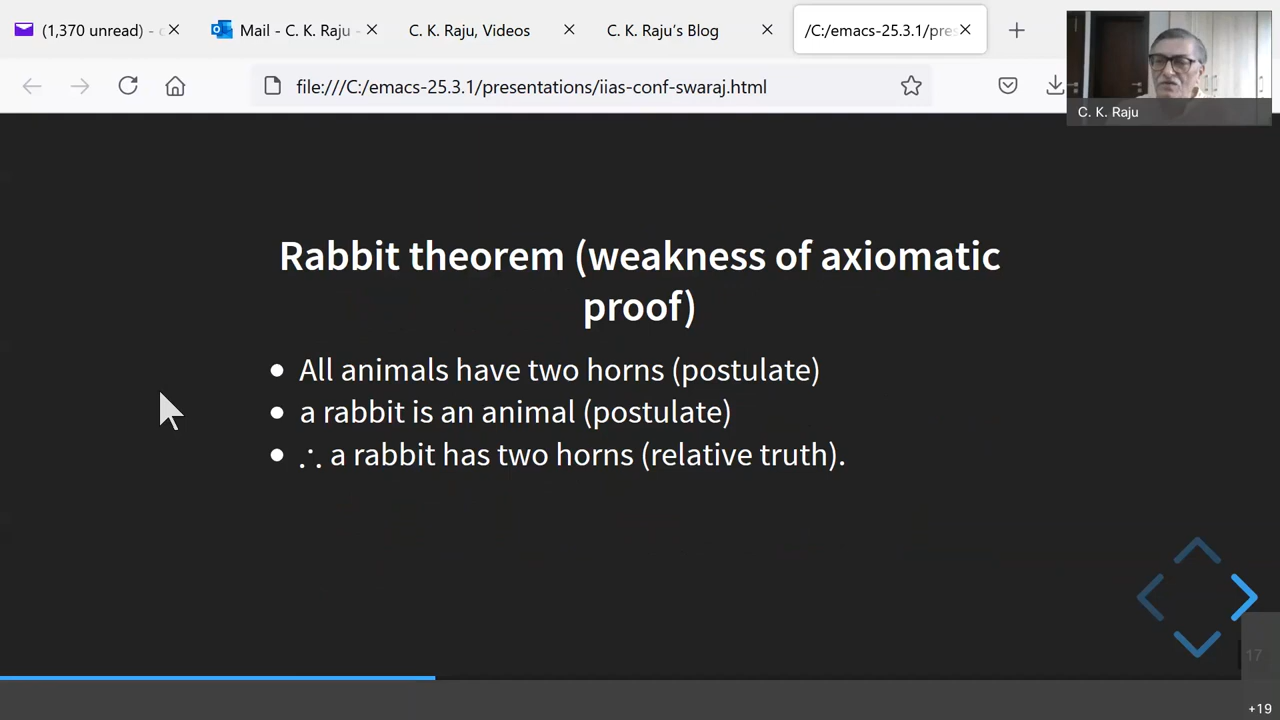 (1,370 unread) -
Mail - C. K. Raju -
C. K. Raju, Videos
C. K. Raju's Blog
/C:/emacs-25.3.1/pres
file:///C:/emacs-25.3.1/presentations/iias-conf-swaraj.html
C. K. Raju
Rabbit theorem (weakness of axiomatic
proof)
• All animals have two horns (postulate)
• a rabbit is an animal (postulate)
• ∴ a rabbit has two horns (relative truth).
17
+19